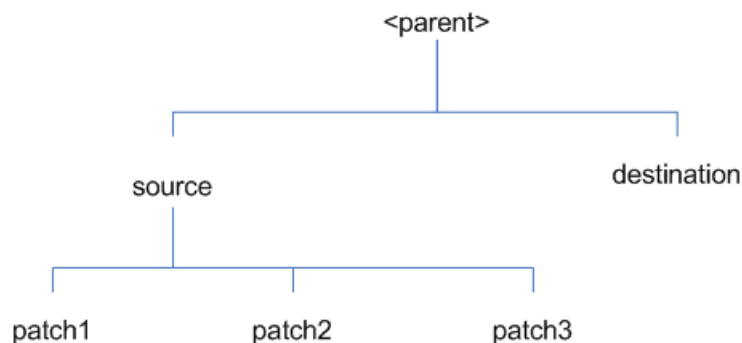 <parent>
destination
source
patch1 patch2 patch3